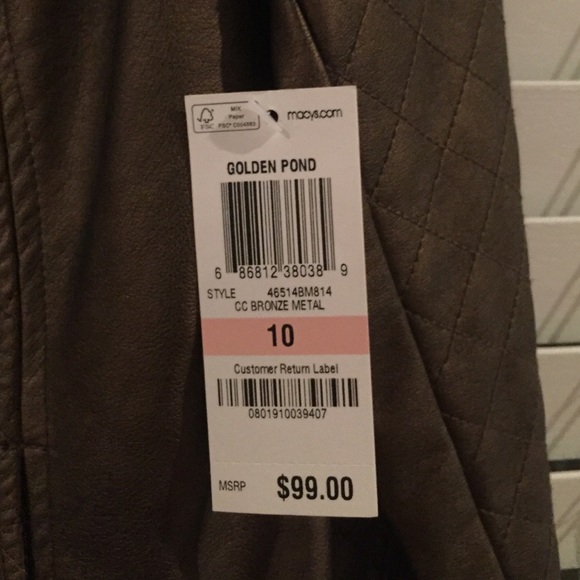 MIX
Paper
FSC
macys.com
GOLDEN POND
6 86812 38038 9
STYLE 46514BM814
CC BRONZE METAL
10
Customer Return Label
0801910039407
MSRP $99.00